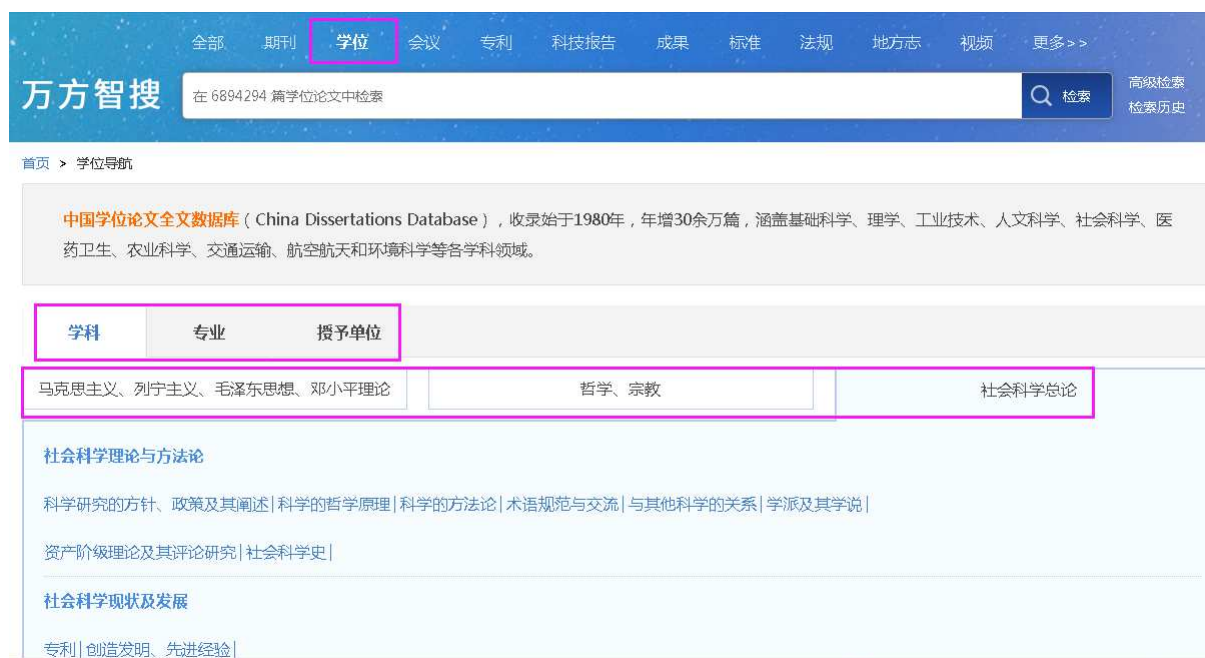 全部 期刊 学位 会议 专利 科技报告 成果 标准 法规 地方志 视频 更多>>
万方智搜 在 6894294 篇学位论文中检索 检索 高级检索
检索历史
首页 > 学位导航
中国学位论文全文数据库(China Dissertations Database),收录始于1980年,年增30余万篇,涵盖基础科学、理学、工业技术、人文科学、社会科学、医
药卫生、农业科学、交通运输、航空航天和环境科学等各学科领域。
学科 专业 授予单位
马克思主义、列宁主义、毛泽东思想、邓小平理论 哲学、宗教 社会科学总论
社会科学理论与方法论
科学研究的方针、政策及其阐述|科学的哲学原理|科学的方法论|术语规范与交流|与其他科学的关系|学派及其学说|
资产阶级理论及其评论研究|社会科学史|
社会科学现状及发展
专利|创造发明、先进经验|